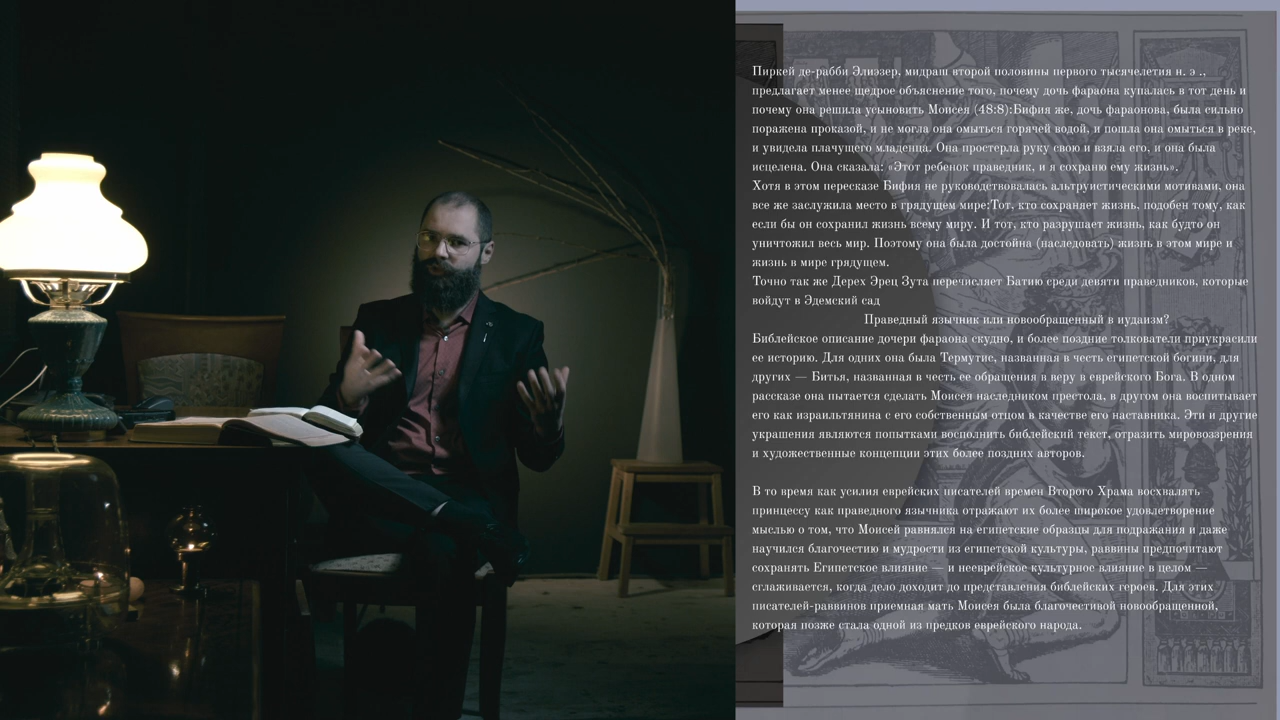 Пиркей де-рабби Элиэзер, мидраш второй половины первого тысячелетия н. э .,
предлагает менее щедрое объяснение того, почему дочь фараона купалась в тот день и
почему она решила усыновить Моисея (48:8):Бифия же, дочь фараонова, была сильно
поражена проказой, и не могла она омыться горячей водой, и пошла она омыться в реке,
и увидела плачущего младенца. Она простерла руку свою и взяла его, и она была
исцелена. Она сказала: «Этот ребенок праведник, и я сохраню ему жизнь».
Хотя в этом пересказе Бифия не руководствовалась альтруистическими мотивами, она
все же заслужила место в грядущем мире:Тот, кто сохраняет жизнь, подобен тому, как
если бы он сохранил жизнь всему миру. И тот, кто разрушает жизнь, как будто он
уничтожил весь мир. Поэтому она была достойна (наследовать) жизнь в этом мире и
жизнь в мире грядущем.
Точно так же Дерех Эрец Зута перечисляет Батию среди девяти праведников, которые
войдут в Эдемский сад
Праведный язычник или новообращенный в иудаизм?
Библейское описание дочери фараона скудно, и более поздние толкователи приукрасили
ее историю. Для одних она была Термутис, названная в честь египетской богини, для
других — Битья, названная в честь ее обращения в веру в еврейского Бога. В одном
рассказе она пытается сделать Моисея наследником престола, в другом она воспитывает
его как израильтянина с его собственным отцом в качестве его наставника. Эти и другие
украшения являются попытками восполнить библейский текст, отразить мировоззрения
и художественные концепции этих более поздних авторов.
В то время как усилия еврейских писателей времен Второго Храма восхвалять
принцессу как праведного язычника отражают их более широкое удовлетворение
мыслью о том, что Моисей равнялся на египетские образцы для подражания и даже
научился благочестию и мудрости из египетской культуры, раввины предпочитают
сохранять Египетское влияние — и нееврейское культурное влияние в целом —
сглаживается, когда дело доходит до представления библейских героев. Для этих
писателей-раввинов приемная мать Моисея была благочестивой новообращенной,
которая позже стала одной из предков еврейского народа.